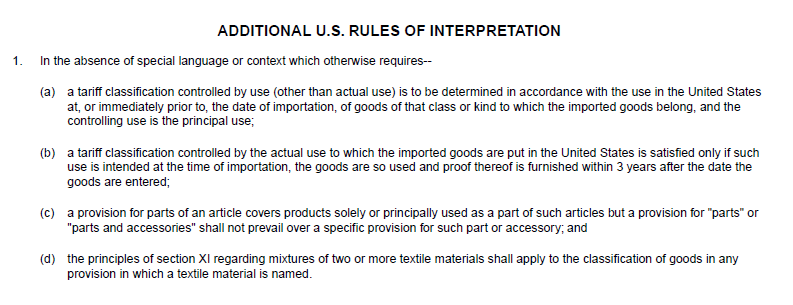 ADDITIONAL U.S. RULES OF INTERPRETATION
1. In the absence of special language or context which otherwise requires--
(a) a tariff classification controlled by use (other than actual use) is to be determined in accordance with the use in the United States
at, or immediately prior to, the date of importation, of goods of that class or kind to which the imported goods belong, and the
controlling use is the principal use;
(b) a tariff classification controlled by the actual use to which the imported goods are put in the United States is satisfied only if such
use is intended at the time of importation, the goods are so used and proof thereof is furnished within 3 years after the date the
goods are entered;
(c) a provision for parts of an article covers products solely or principally used as a part of such articles but a provision for "parts" or
"parts and accessories" shall not prevail over a specific provision for such part or accessory; and
(d) the principles of section XI regarding mixtures of two or more textile materials shall apply to the classification of goods in any
provision in which a textile material is named.